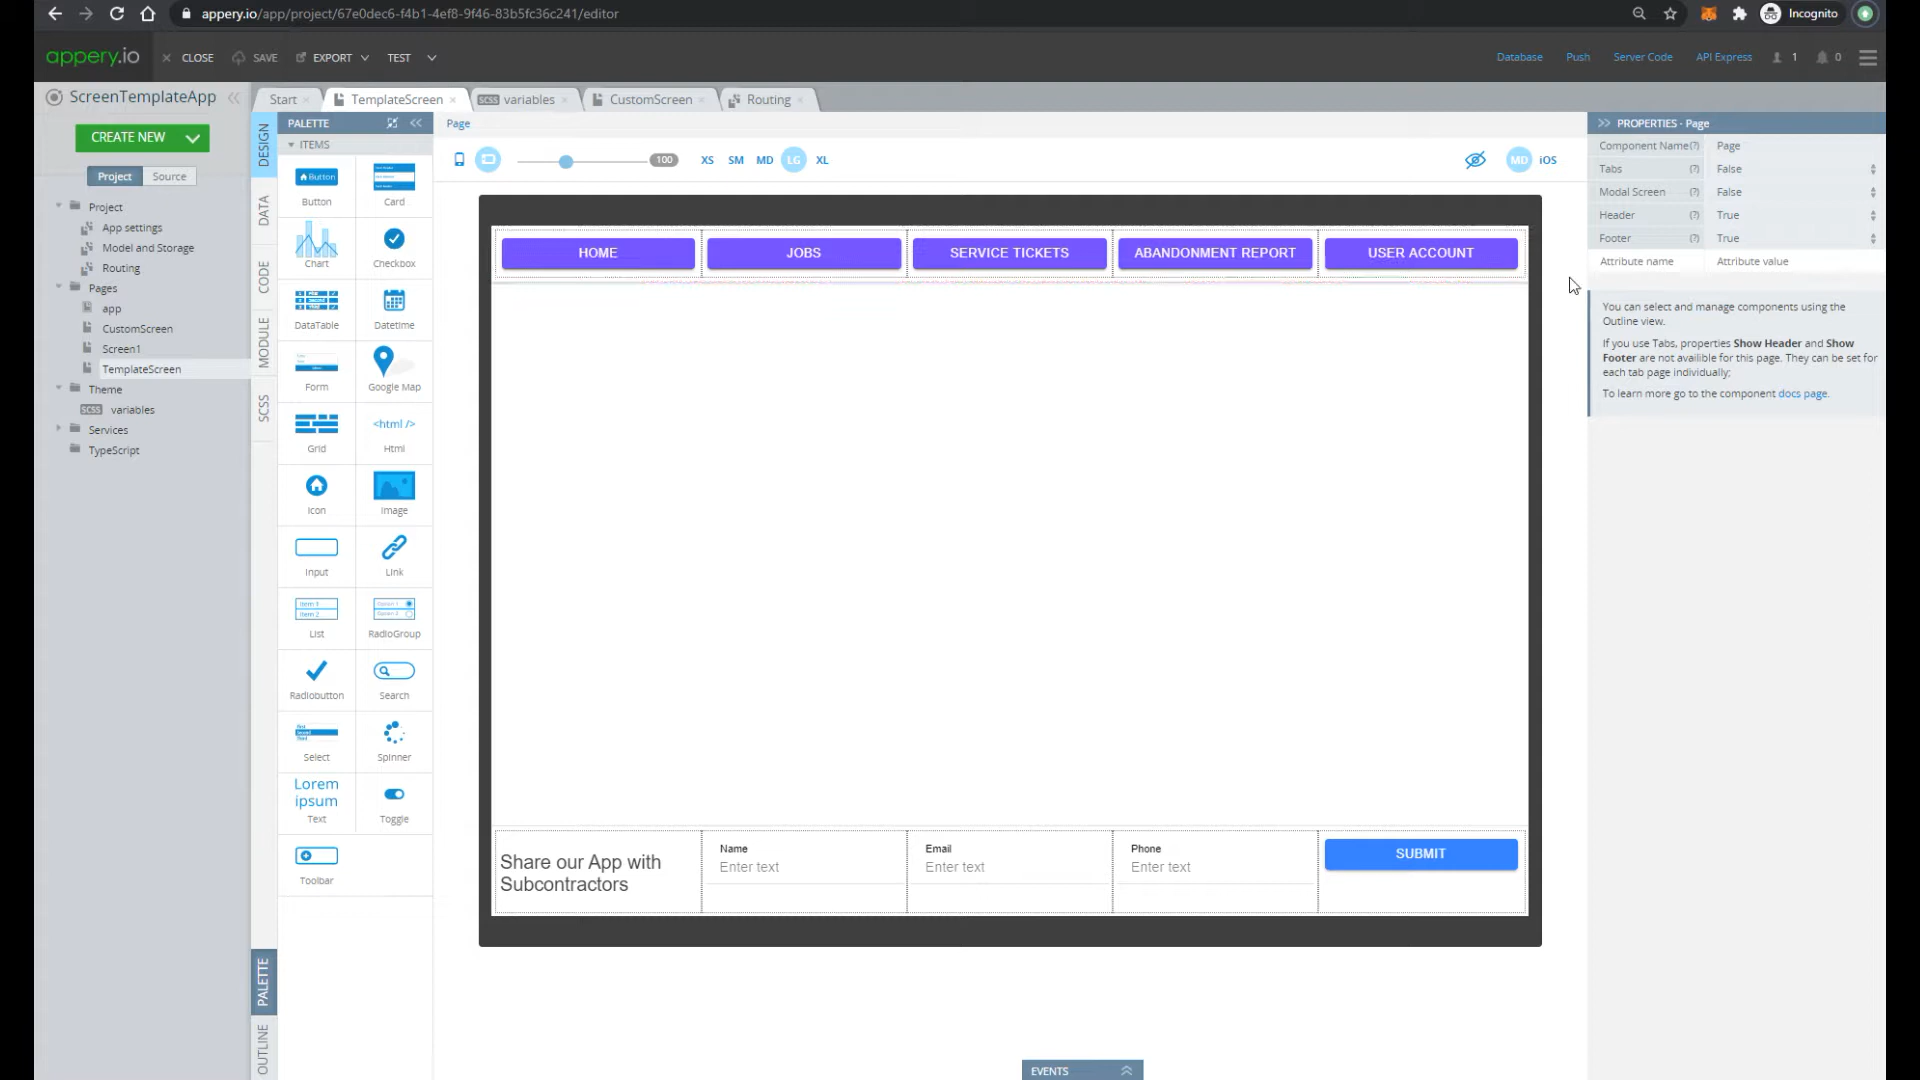 appery.io/app/project/67e0dec6-f4b1-4ef8-9f46-83b5fc36c241/editor
Incognito
appery.io
CLOSE
SAVE
EXPORT
TEST
Database
Push
Server Code
API Express
1
0
ScreenTemplateApp
Start
TemplateScreen
SCSS variables
CustomScreen
Routing
CREATE NEW
Project
Source
Project
App settings
Model and Storage
Routing
Pages
app
CustomScreen
Screen1
TemplateScreen
Theme
SCSS variables
Services
TypeScript
DESIGN
DATA
CODE
MODULE
SCSS
PALETTE
OUTLINE
PALETTE
ITEMS
Button
Button
Card
Chart
Checkbox
DataTable
Datetime
Form
Google Map
Grid
<html />
Html
Icon
Image
Input
Link
Item 1
Item 2
List
RadioGroup
Radiobutton
Search
Select
Spinner
Lorem
ipsum
Text
Toggle
Toolbar
Page
100
XS
SM
MD
LG
XL
MD
iOS
HOME
JOBS
SERVICE TICKETS
ABANDONMENT REPORT
USER ACCOUNT
Share our App with
Subcontractors
Name
Enter text
Email
Enter text
Phone
Enter text
SUBMIT
EVENTS
PROPERTIES - Page
Component Name(?) Page
Tabs (?) False
Modal Screen (?) False
Header (?) True
Footer (?) True
Attribute name Attribute value
You can select and manage components using the
Outline view.
If you use Tabs, properties Show Header and Show
Footer are not availible for this page. They can be set for
each tab page individually;
To learn more go to the component docs page.